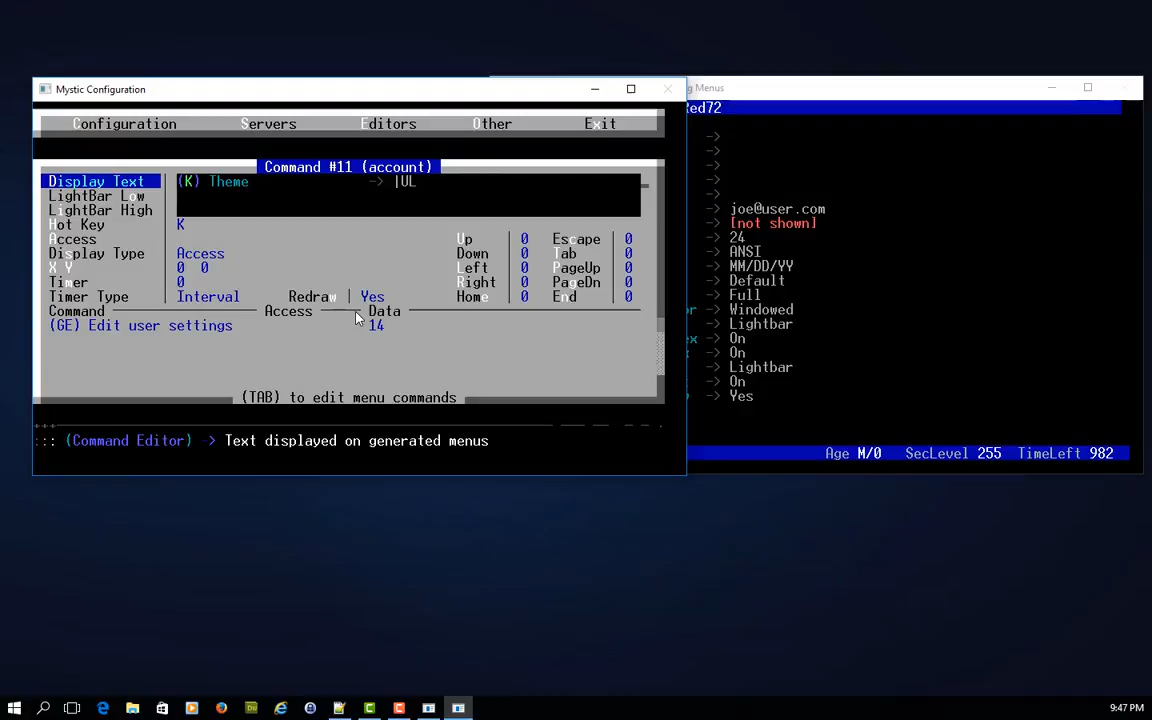 Mystic Configuration
g Menus
Configuration Servers Editors Other Exit
Red72
Command #11 (account)
Display Text (K) Theme -> |UL
LightBar Low
LightBar High
Hot Key K
Access Up 0 Escape 0
Display Type Access Down 0 Tab 0
X Y 0 0 Left 0 PageUp 0
Timer 0 Right 0 PageDn 0
Timer Type Interval Redraw | Yes Home 0 End 0
Command Access Data
(GE) Edit user settings 14
(TAB) to edit menu commands
::: (Command Editor) -> Text displayed on generated menus
->
->
->
->
->
-> joe@user.com
-> [not shown]
-> 24
-> ANSI
-> MM/DD/YY
-> Default
-> Full
or -> Windowed
-> Lightbar
ex -> On
x -> On
-> Lightbar
-> On
-> Yes
Age M/0 SecLevel 255 TimeLeft 982
9:47 PM